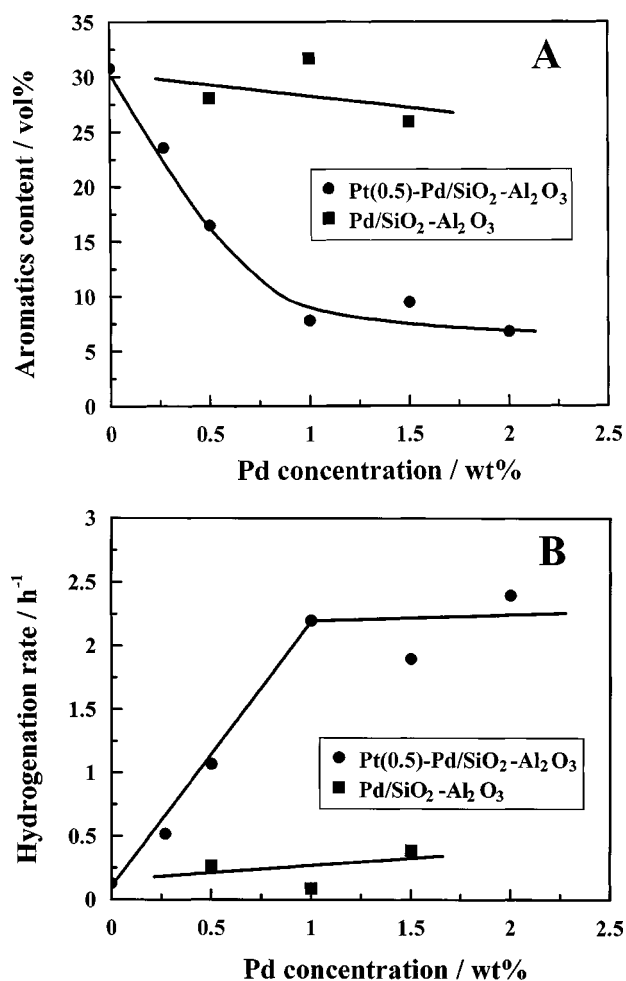 A
Aromatics content / vol%
35
30
25
20
15
10
5
0
Pt(0.5)-Pd/SiO2-Al2O3
Pd/SiO2-Al2O3
0 0.5 1 1.5 2 2.5
Pd concentration / wt%
B
Hydrogenation rate / h-1
3
2.5
2
1.5
1
0.5
0
Pt(0.5)-Pd/SiO2-Al2O3
Pd/SiO2-Al2O3
0 0.5 1 1.5 2 2.5
Pd concentration / wt%